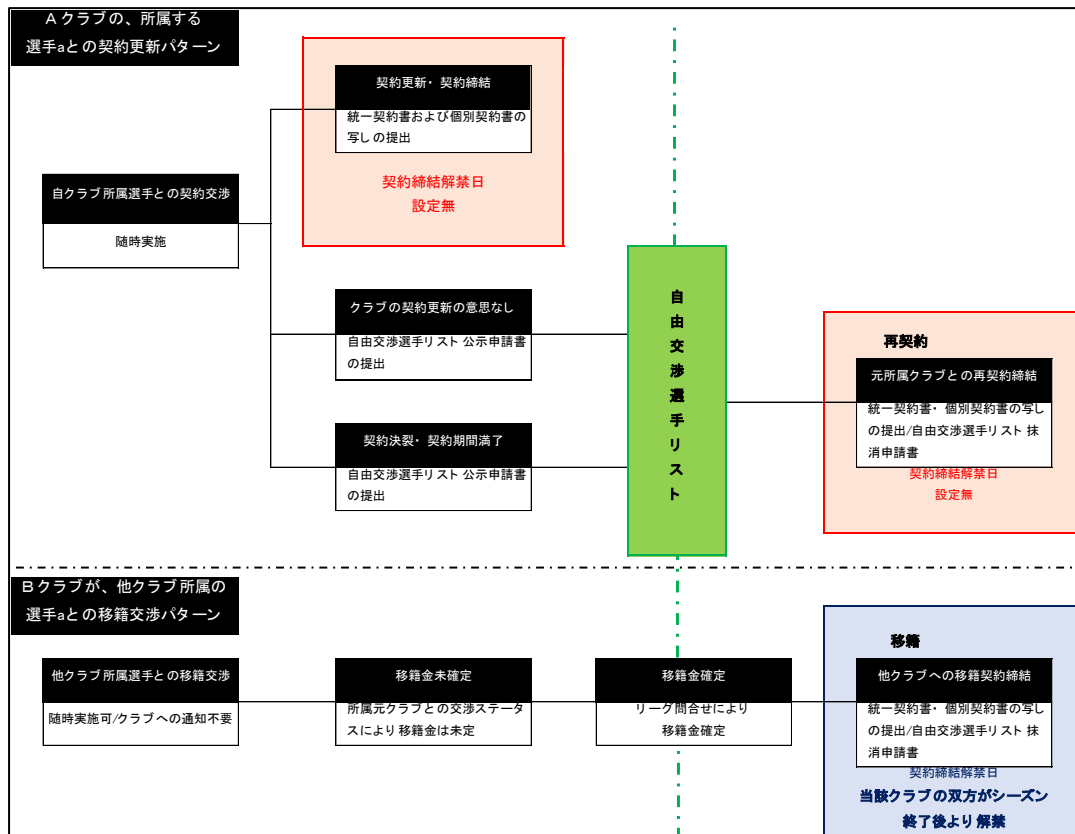 Aクラブの、所属する
選手aとの契約更新パターン
契約更新・契約締結
統一契約書および個別契約書の
写しの提出
契約締結解禁日
設定無
自クラブ所属選手との契約交渉
随時実施
クラブの契約更新の意思なし
自由交渉選手リスト公示申請書
の提出
契約決裂・契約期間満了
自由交渉選手リスト公示申請書
の提出
自由交渉選手リスト
再契約
元所属クラブとの再契約締結
統一契約書・個別契約書の写し
の提出/自由交渉選手リスト抹
消申請書
契約締結解禁日
設定無
Bクラブが、他クラブ所属の
選手aとの移籍交渉パターン
他クラブ所属選手との移籍交渉
随時実施可/クラブへの通知不要
移籍金未確定
所属元クラブとの交渉ステータ
スにより移籍金は未定
移籍金確定
リーグ問合せにより
移籍金確定
移籍
他クラブへの移籍契約締結
統一契約書・個別契約書の写し
の提出/自由交渉選手リスト抹
消申請書
契約締結解禁日
当該クラブの双方がシーズン
終了後より解禁